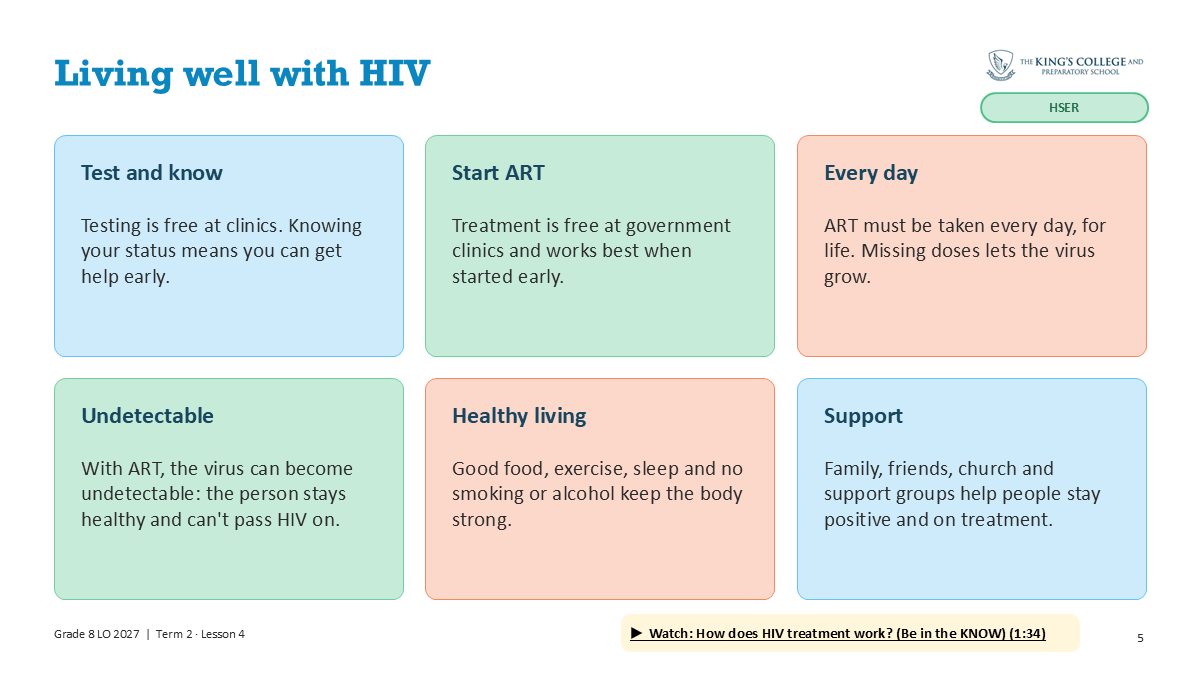 Living well with HIV
THE KING'S COLLEGE AND
PREPARATORY SCHOOL
HSER
Test and know
Testing is free at clinics. Knowing
your status means you can get
help early.
Start ART
Treatment is free at government
clinics and works best when
started early.
Every day
ART must be taken every day, for
life. Missing doses lets the virus
grow.
Undetectable
With ART, the virus can become
undetectable: the person stays
healthy and can't pass HIV on.
Healthy living
Good food, exercise, sleep and no
smoking or alcohol keep the body
strong.
Support
Family, friends, church and
support groups help people stay
positive and on treatment.
Grade 8 LO 2027 | Term 2 · Lesson 4
▶ Watch: How does HIV treatment work? (Be in the KNOW) (1:34)
5